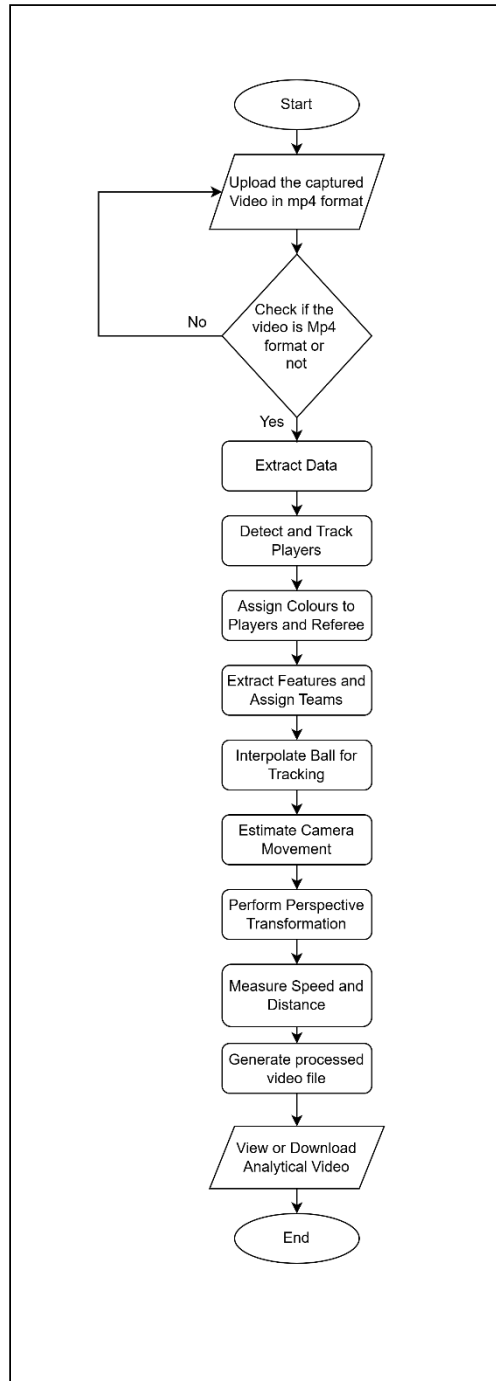 Start
Upload the captured
Video in mp4 format
Check if the
video is Mp4
format or
not
No
Yes
Extract Data
Detect and Track
Players
Assign Colours to
Players and Referee
Extract Features and
Assign Teams
Interpolate Ball for
Tracking
Estimate Camera
Movement
Perform Perspective
Transformation
Measure Speed and
Distance
Generate processed
video file
View or Download
Analytical Video
End